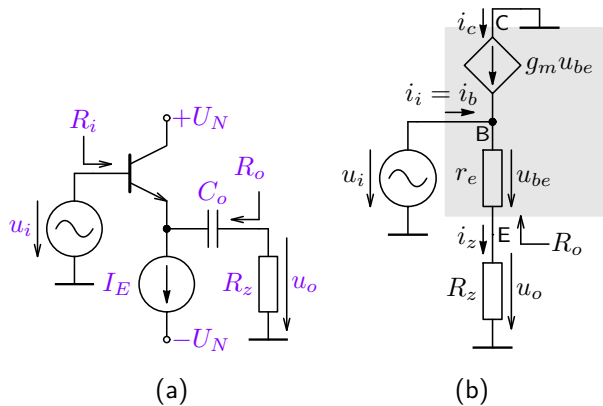 R_i
+U_N
R_o
C_o
u_i
I_E
R_z
u_o
−U_N
(a)
i_c
C
g_m u_be
i_i = i_b
B
u_i
r_e
u_be
i_z
E
R_o
R_z
u_o
(b)